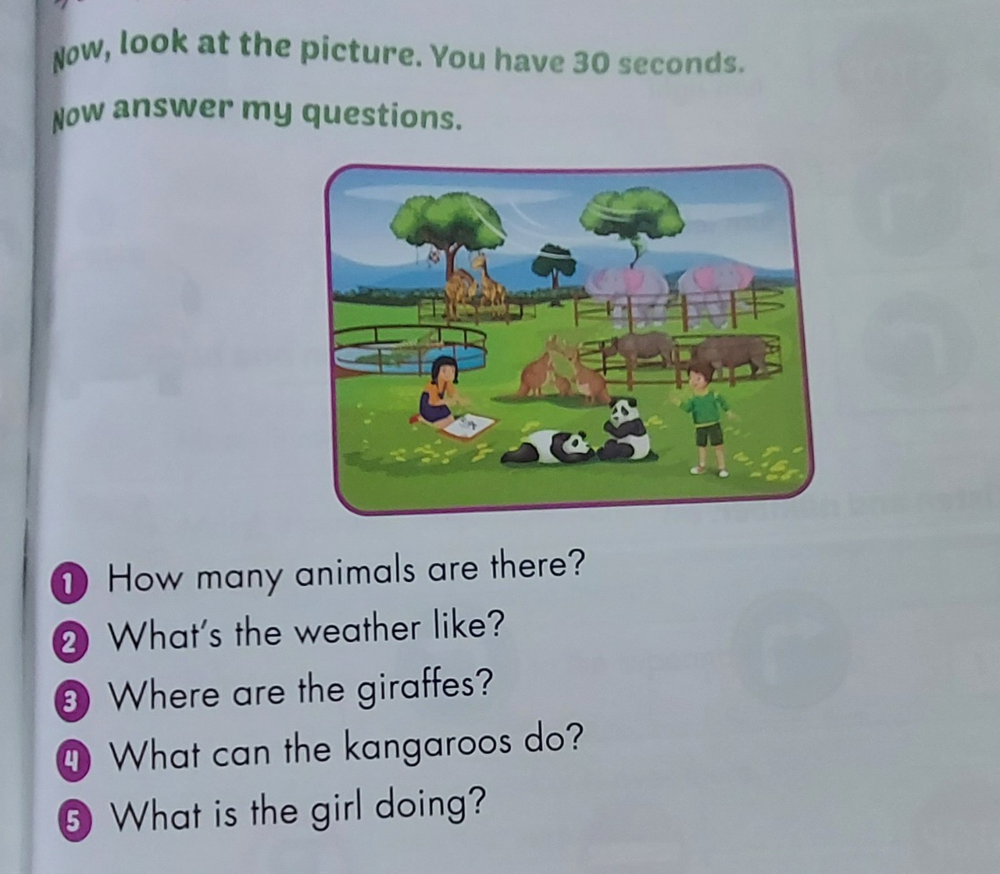 Now, look at the picture. You have 30 seconds.
Now answer my questions.
1 How many animals are there?
2 What's the weather like?
3 Where are the giraffes?
4 What can the kangaroos do?
5 What is the girl doing?